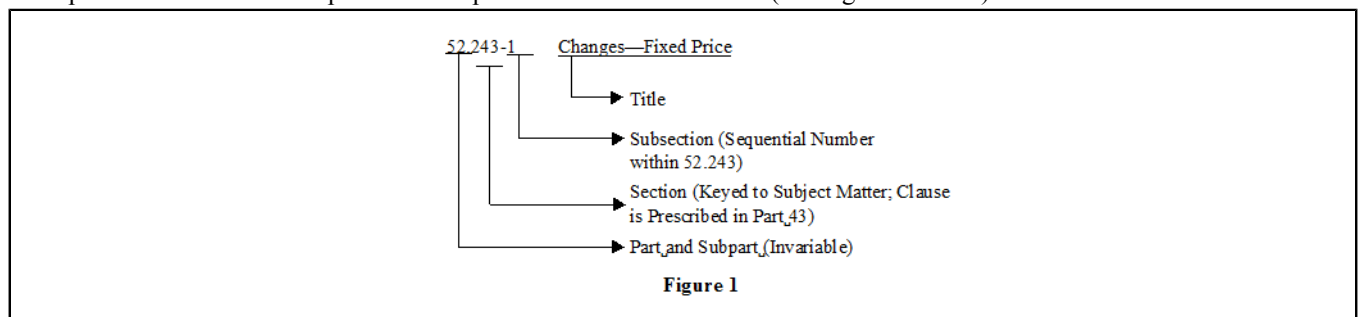 52.243-1 Changes—Fixed Price
Title
Subsection (Sequential Number
within 52.243)
Section (Keyed to Subject Matter; Clause
is Prescribed in Part 43)
Part and Subpart (Invariable)
Figure 1